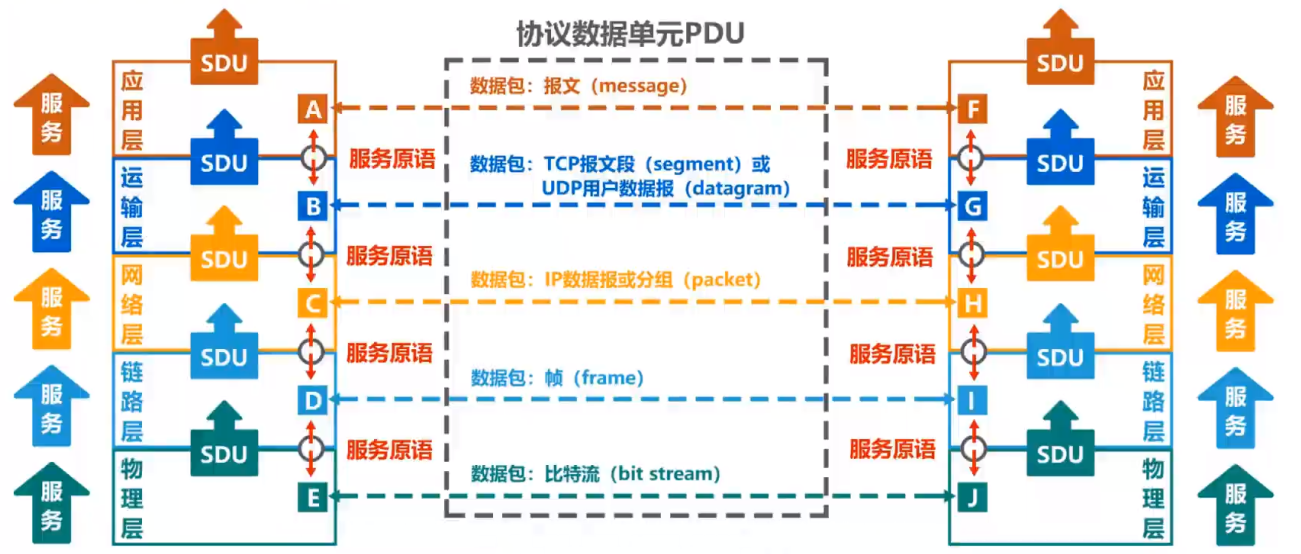 协议数据单元PDU
SDU
SDU
应用层
服务
A
数据包：报文（message）
F
应用层
服务
服务原语
服务原语
SDU
SDU
运输层
服务
数据包：TCP报文段（segment）或
UDP用户数据报（datagram）
B
G
运输层
服务
服务原语
服务原语
SDU
SDU
网络层
服务
数据包：IP数据报或分组（packet）
C
H
网络层
服务
服务原语
服务原语
SDU
SDU
链路层
服务
数据包：帧（frame）
D
I
链路层
服务
服务原语
服务原语
SDU
SDU
物理层
服务
数据包：比特流（bit stream）
E
J
物理层
服务